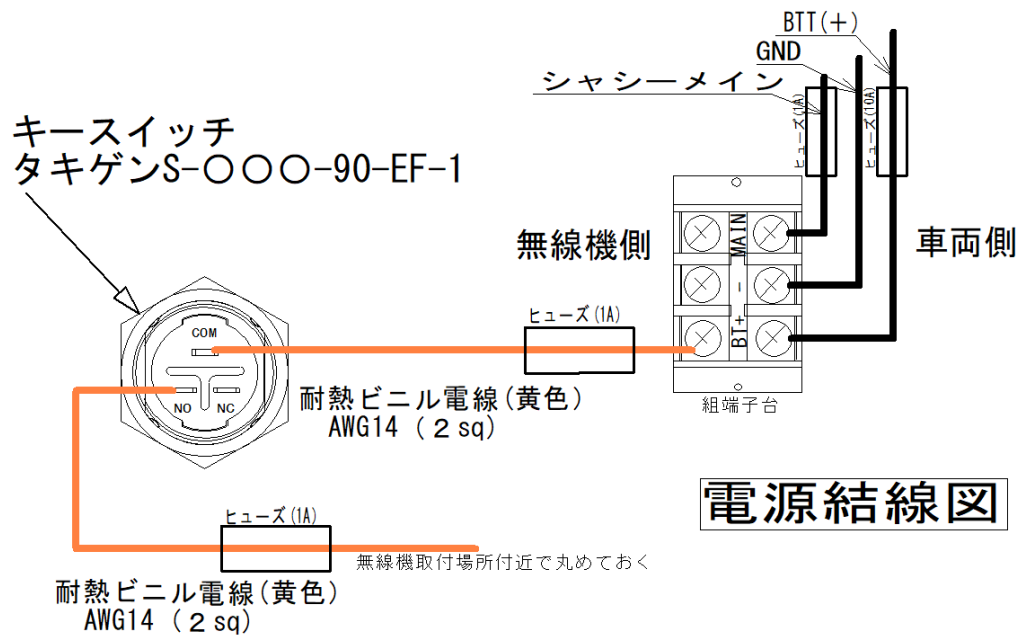 BTT(+)
GND
シャシーメイン
ヒューズ(1A)
ヒューズ(10A)
キースイッチ
タキゲンS-〇〇〇-90-EF-1
無線機側
MAIN
-
BT+
車両側
ヒューズ(1A)
COM
NO
NC
耐熱ビニル電線(黄色)
AWG14(2sq)
組端子台
電源結線図
ヒューズ(1A)
無線機取付場所付近で丸めておく
耐熱ビニル電線(黄色)
AWG14(2sq)